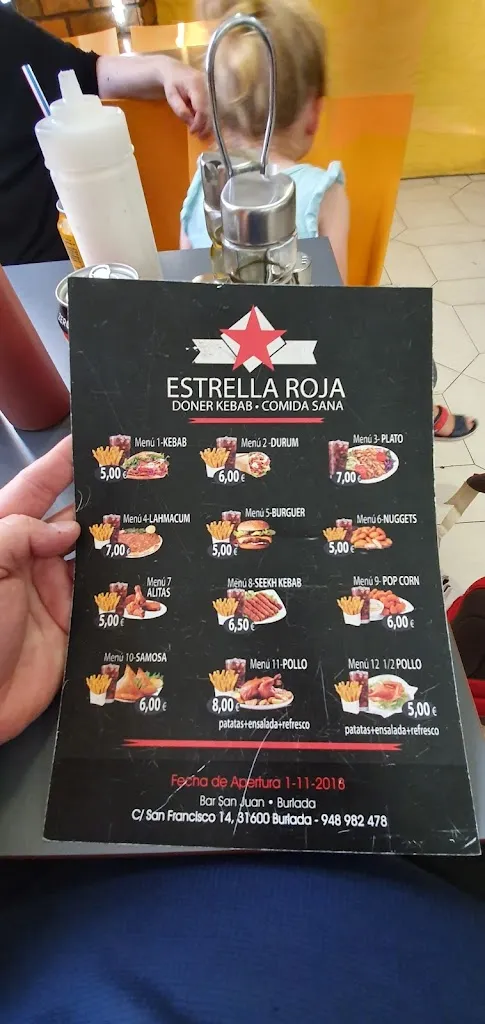 ESTRELLA ROJA
DONER KEBAB • COMIDA SANA
Menú 1-KEBAB
5,00 €
Menú 2 -DURUM
6,00 €
Menú 3- PLATO
7,00 €
Menú 4-LAHMACUM
7,00 €
Menú 5-BURGUER
5,00 €
Menú 6-NUGGETS
5,00 €
Menú 7
ALITAS
5,00 €
Menú 8-SEEKH KEBAB
6,50 €
Menú 9- POP CORN
6,00 €
Menú 10-SAMOSA
6,00 €
Menú 11-POLLO
8,00 €
patatas+ensalada+refresco
Menú 12 1/2 POLLO
5,00 €
patatas+ensalada+refresco
Fecha de Apertura 1-11-2018
Bar San Juan • Burlada
C/ San Francisco 14, 31600 Burlada - 948 982 478